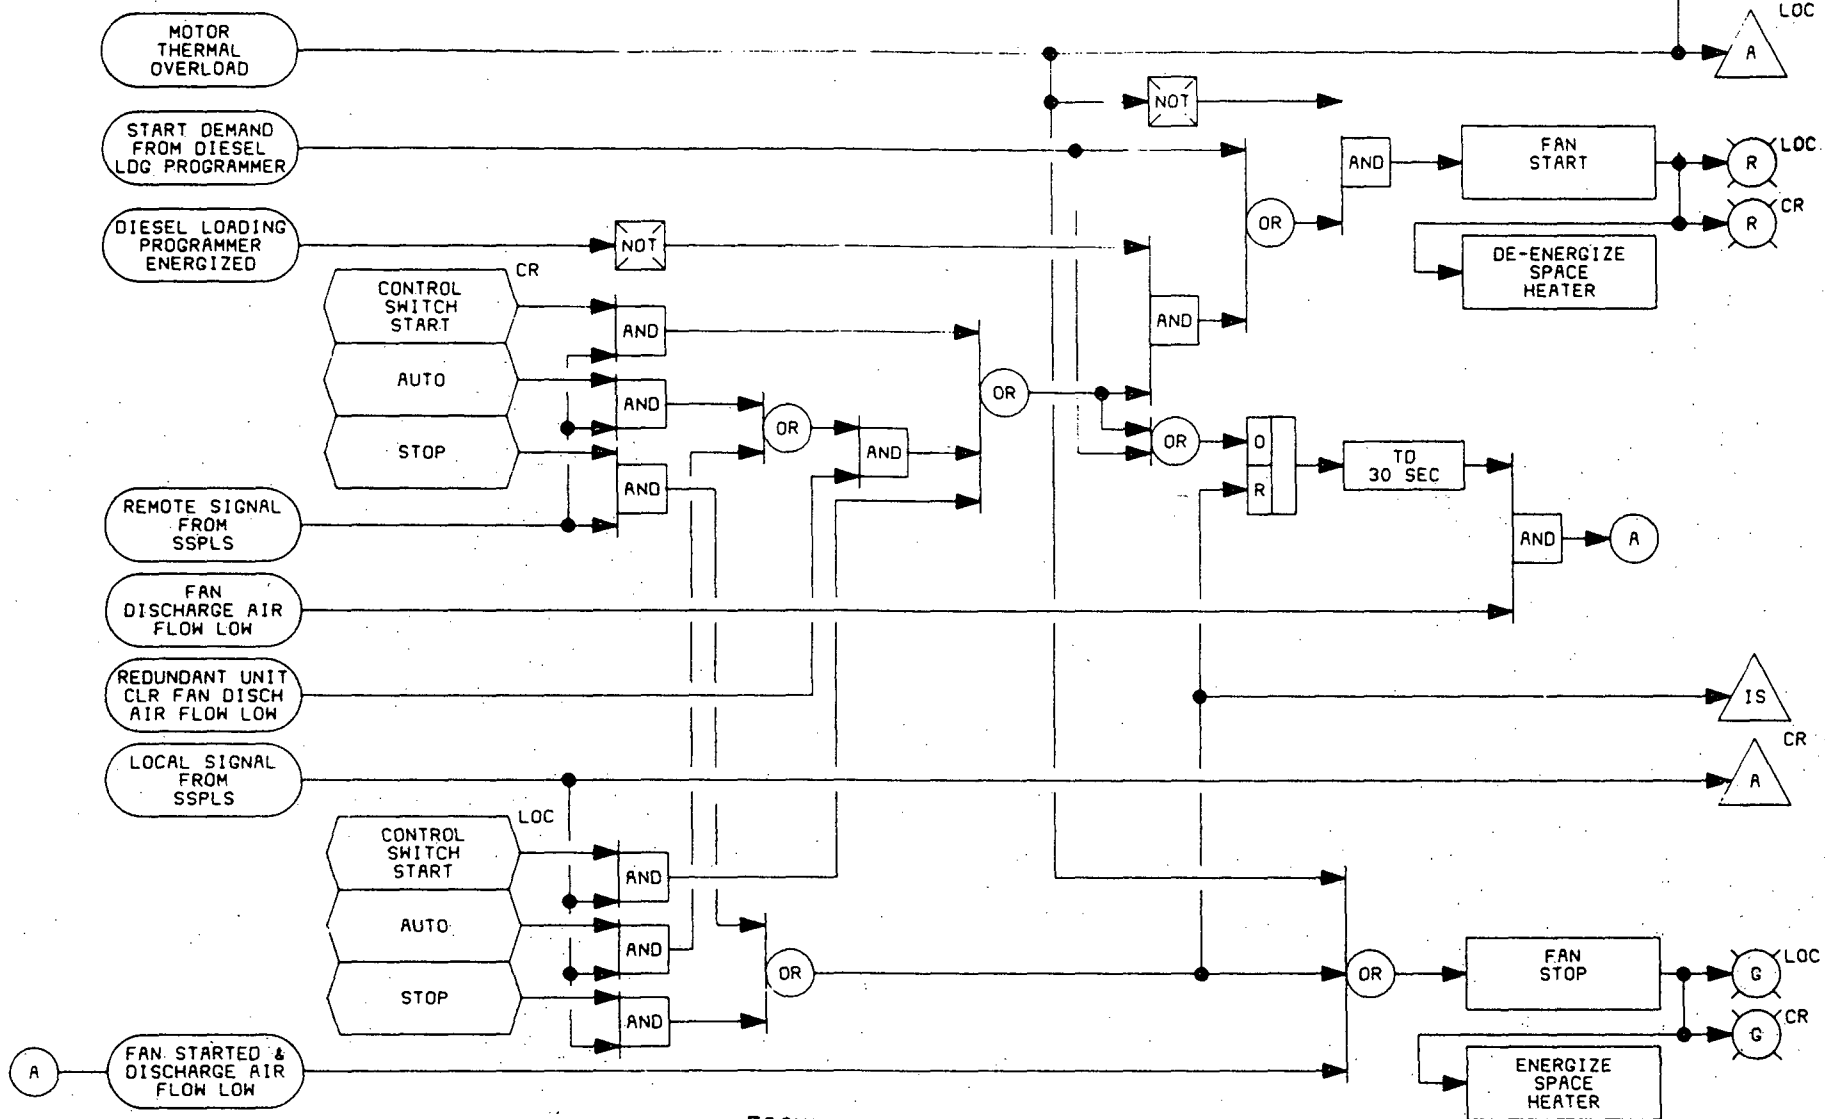 LOC
MOTOR
THERMAL
OVERLOAD
A
NOT
START DEMAND
FROM DIESEL
LDG PROGRAMMER
AND
FAN
START
R
LOC
R
CR
DIESEL LOADING
PROGRAMMER
ENERGIZED
NOT
OR
DE-ENERGIZE
SPACE
HEATER
CR
CONTROL
SWITCH
START
AND
AND
AUTO
AND
OR
OR
STOP
AND
AND
OR
O
R
TD
30 SEC
REMOTE SIGNAL
FROM
SSPLS
AND
A
FAN
DISCHARGE AIR
FLOW LOW
REDUNDANT UNIT
CLR FAN DISCH
AIR FLOW LOW
IS
CR
LOCAL SIGNAL
FROM
SSPLS
A
LOC
CONTROL
SWITCH
START
AND
AUTO
AND
STOP
AND
OR
OR
FAN
STOP
G
LOC
G
CR
A
FAN STARTED &
DISCHARGE AIR
FLOW LOW
ENERGIZE
SPACE
HEATER